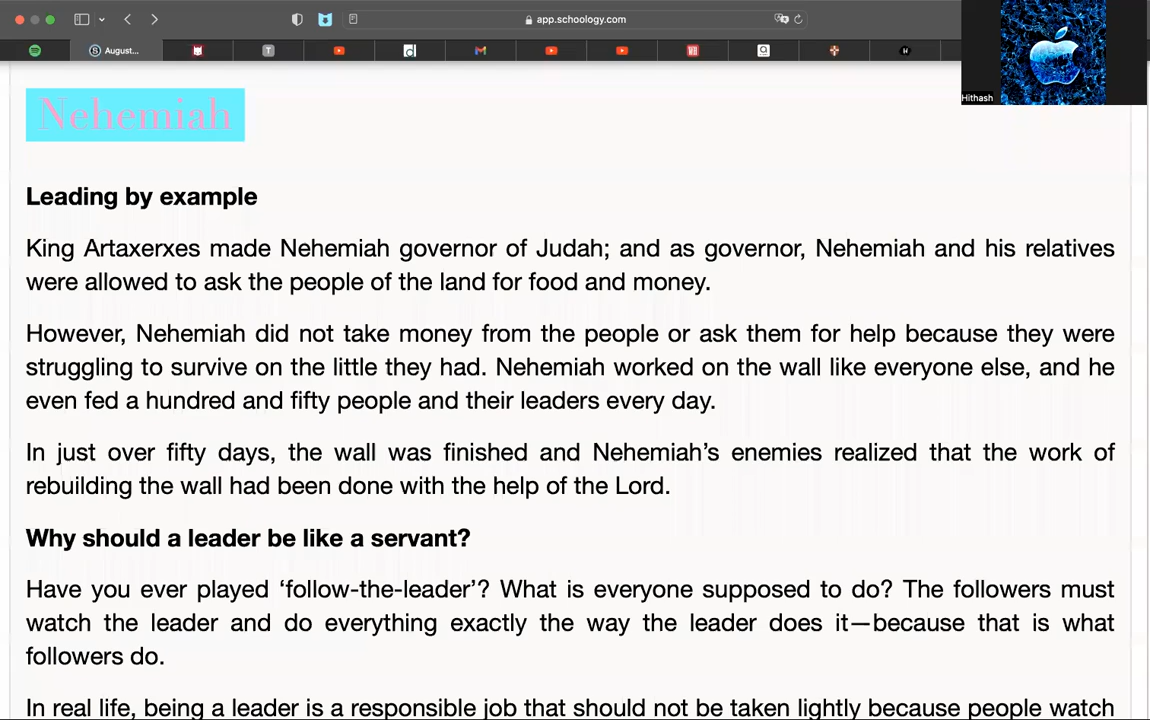 app.schoology.com
August...
Hithash
Nehemiah
Leading by example
King Artaxerxes made Nehemiah governor of Judah; and as governor, Nehemiah and his relatives
were allowed to ask the people of the land for food and money.
However, Nehemiah did not take money from the people or ask them for help because they were
struggling to survive on the little they had. Nehemiah worked on the wall like everyone else, and he
even fed a hundred and fifty people and their leaders every day.
In just over fifty days, the wall was finished and Nehemiah’s enemies realized that the work of
rebuilding the wall had been done with the help of the Lord.
Why should a leader be like a servant?
Have you ever played ‘follow-the-leader’? What is everyone supposed to do? The followers must
watch the leader and do everything exactly the way the leader does it—because that is what
followers do.
In real life, being a leader is a responsible job that should not be taken lightly because people watch